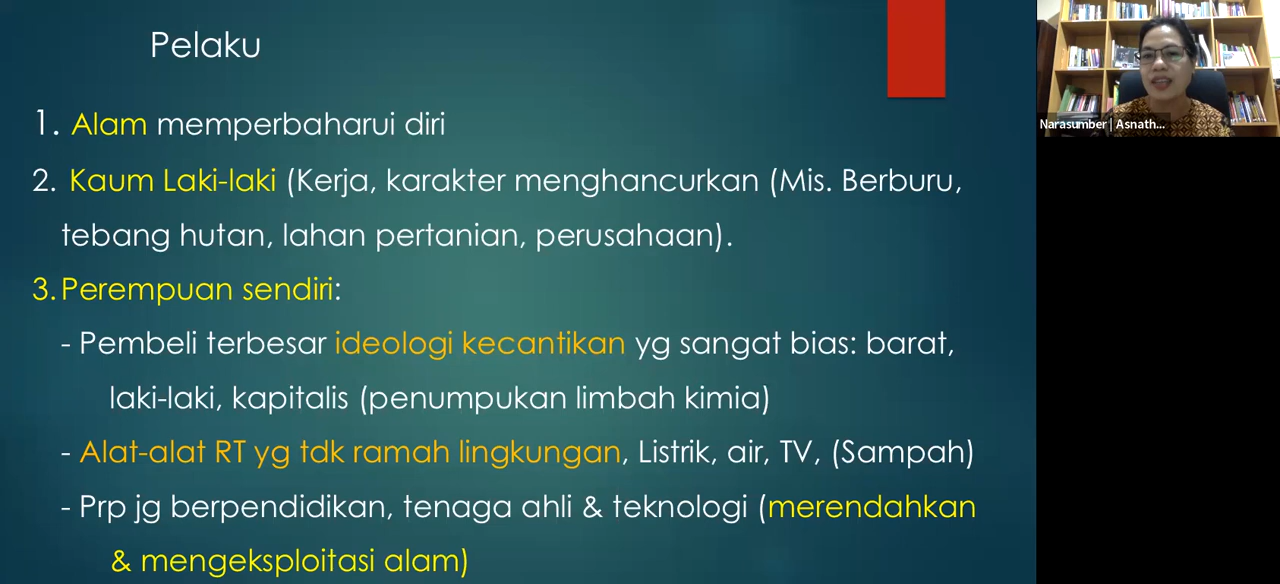 Pelaku
1. Alam memperbaharui diri
2. Kaum Laki-laki (Kerja, karakter menghancurkan (Mis. Berburu,
tebang hutan, lahan pertanian, perusahaan).
3. Perempuan sendiri:
- Pembeli terbesar ideologi kecantikan yg sangat bias: barat,
laki-laki, kapitalis (penumpukan limbah kimia)
- Alat-alat RT yg tdk ramah lingkungan, Listrik, air, TV, (Sampah)
- Prp jg berpendidikan, tenaga ahli & teknologi (merendahkan
& mengeksploitasi alam)
Narasumber | Asnath...